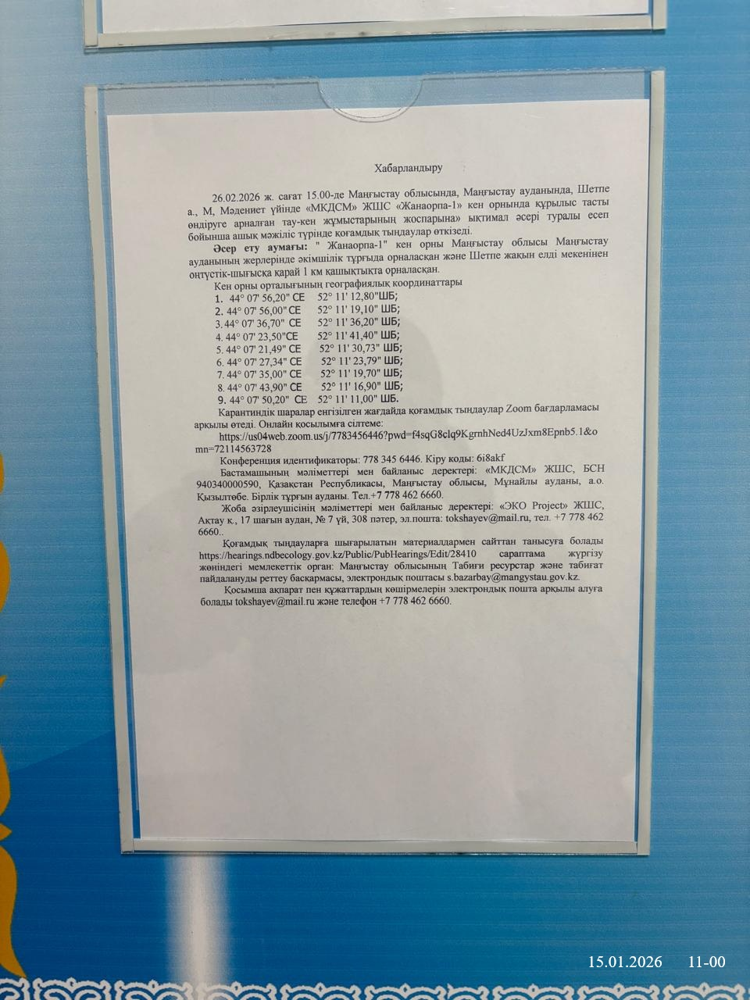 Хабарландыру
26.02.2026 ж. сағат 15.00-де Маңғыстау облысында, Маңғыстау ауданында, Шетпе
а., М, Мәдениет үйінде «МКДСМ» ЖШС «Жанаорпа-1» кен орнында құрылыс тасты
өндіруге арналған тау-кен жұмыстарының жоспарына» ықтимал әсері туралы есеп
бойынша ашық мәжіліс түрінде қоғамдық тыңдаулар өткізеді.
Әсер ету аумағы: " Жанаорпа-1" кен орны Маңғыстау облысы Маңғыстау
ауданының жерлерінде әкімшілік тұрғыда орналасқан және Шетпе жақын елді мекенінен
оңтүстік-шығысқа қарай 1 км қашықтықта орналасқан.
Кен орны орталығының географиялық координаттары
1. 44° 07' 56,20" СЕ 52° 11' 12,80"ШБ;
2. 44° 07' 56,00" СЕ 52° 11' 19,10" ШБ;
3. 44° 07' 36,70" СЕ 52° 11' 36,20" ШБ;
4. 44° 07' 23,50"СЕ 52° 11' 41,40" ШБ;
5. 44° 07' 21,49" СЕ 52° 11' 30,73" ШБ;
6. 44° 07' 27,34" СЕ 52° 11' 23,79" ШБ;
7. 44° 07' 35,00" СЕ 52° 11' 19,70" ШБ;
8. 44° 07' 43,90" СЕ 52° 11' 16,90" ШБ;
9. 44° 07' 50,20" СЕ 52° 11' 11,00" ШБ.
Карантиндік шаралар енгізілген жағдайда қоғамдық тыңдаулар Zoom бағдарламасы
арқылы өтеді. Онлайн қосылымға сілтеме:
https://us04web.zoom.us/j/7783456446?pwd=f4sqG8clq9KgrnhNed4UzJxm8Epnb5.1&o
mn=72114563728
Конференция идентификаторы: 778 345 6446. Кіру коды: 6i8akf
Бастамашының мәліметтері мен байланыс деректері: «МКДСМ» ЖШС, БСН
940340000590, Қазақстан Республикасы, Маңғыстау облысы, Мұнайлы ауданы, а.о.
Қызылтөбе. Бірлік тұрғын ауданы. Тел.+7 778 462 6660.
Жоба әзірлеушісінің мәліметтері мен байланыс деректері: «ЭКО Project» ЖШС,
Ақтау қ., 17 шағын аудан, № 7 үй, 308 пәтер, эл.пошта: tokshayev@mail.ru, тел. +7 778 462
6660..
Қоғамдық тыңдауларға шығарылатын материалдармен сайттан танысуға болады
https://hearings.ndbecology.gov.kz/Public/PubHearings/Edit/28410 сараптама жүргізу
жөніндегі мемлекеттік орган: Маңғыстау облысының Табиғи ресурстар және табиғат
пайдалануды реттеу басқармасы, электрондық поштасы s.bazarbay@mangystau.gov.kz.
Қосымша ақпарат пен құжаттардың көшірмелерін электрондық пошта арқылы алуға
болады tokshayev@mail.ru және телефон +7 778 462 6660.
15.01.2026 11-00